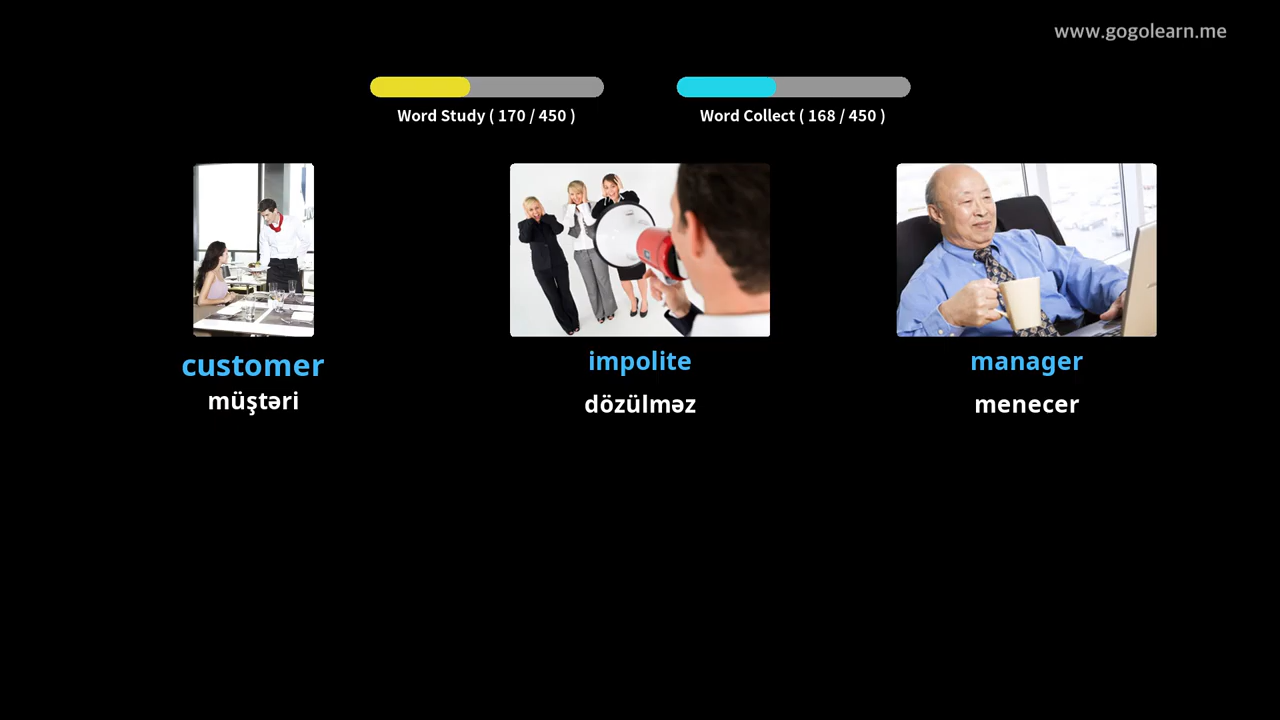 www.gogolearn.me
Word Study ( 170 / 450 )
Word Collect ( 168 / 450 )
customer
müştəri
impolite
dözülməz
manager
menecer